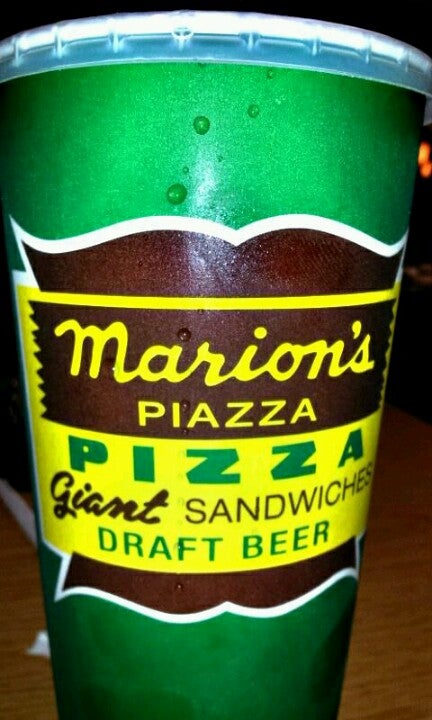 Marion's
PIAZZA
PIZZA
Giant SANDWICHES
DRAFT BEER